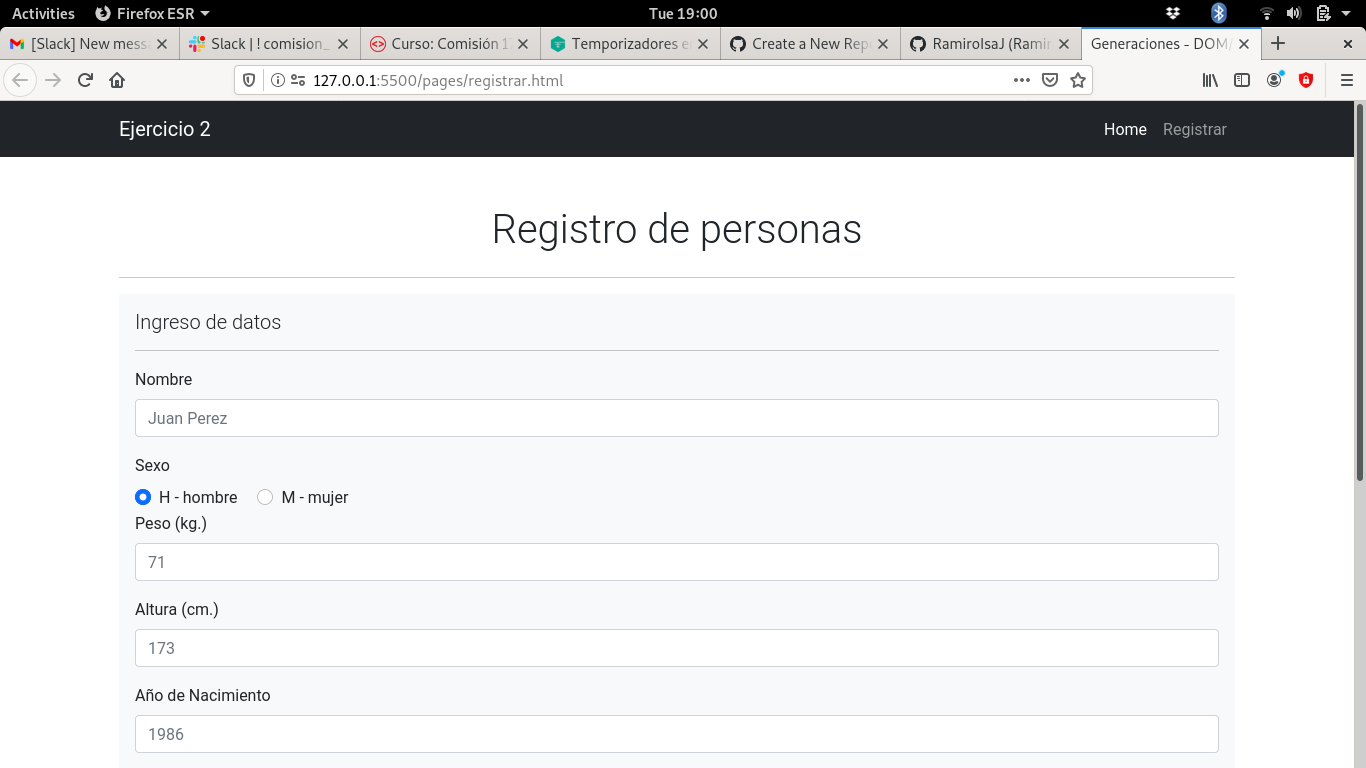 Activities Firefox ESR Tue 19:00
[Slack] New mess Slack | ! comision_ Curso: Comisión 1 Temporizadores e Create a New Rep RamiroIsaJ (Ramir Generaciones - DOM
127.0.0.1:5500/pages/registrar.html
Ejercicio 2 Home Registrar
Registro de personas
Ingreso de datos
Nombre
Juan Perez
Sexo
H - hombre M - mujer
Peso (kg.)
71
Altura (cm.)
173
Año de Nacimiento
1986